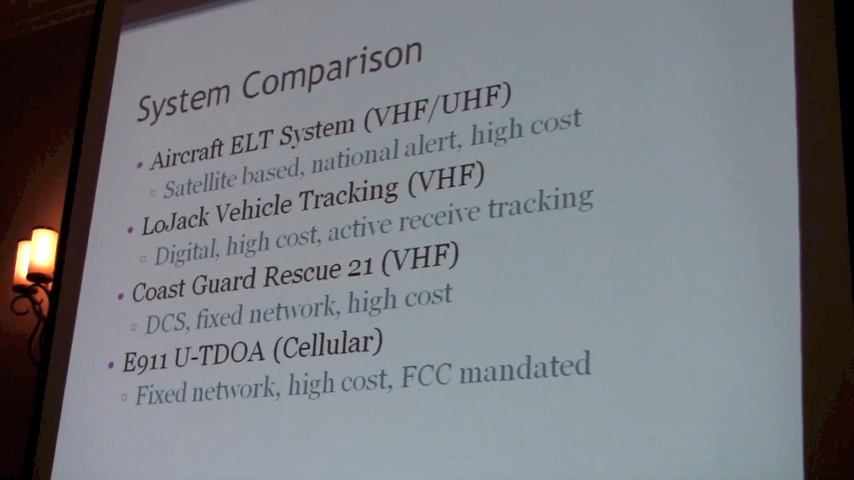 System Comparison
• Aircraft ELT System (VHF/UHF)
▫ Satellite based, national alert, high cost
• LoJack Vehicle Tracking (VHF)
▫ Digital, high cost, active receive tracking
• Coast Guard Rescue 21 (VHF)
▫ DCS, fixed network, high cost
• E911 U-TDOA (Cellular)
▫ Fixed network, high cost, FCC mandated